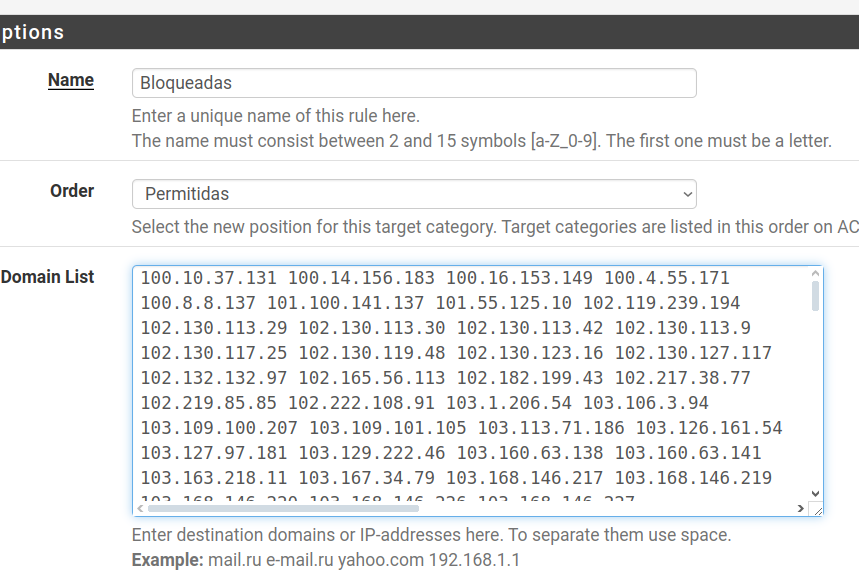 ptions
Name
Bloqueadas
Enter a unique name of this rule here.
The name must consist between 2 and 15 symbols [a-Z_0-9]. The first one must be a letter.
Order
Permitidas
Select the new position for this target category. Target categories are listed in this order on AC
Domain List
100.10.37.131 100.14.156.183 100.16.153.149 100.4.55.171
100.8.8.137 101.100.141.137 101.55.125.10 102.119.239.194
102.130.113.29 102.130.113.30 102.130.113.42 102.130.113.9
102.130.117.25 102.130.119.48 102.130.123.16 102.130.127.117
102.132.132.97 102.165.56.113 102.182.199.43 102.217.38.77
102.219.85.85 102.222.108.91 103.1.206.54 103.106.3.94
103.109.100.207 103.109.101.105 103.113.71.186 103.126.161.54
103.127.97.181 103.129.222.46 103.160.63.138 103.160.63.141
103.163.218.11 103.167.34.79 103.168.146.217 103.168.146.219
Enter destination domains or IP-addresses here. To separate them use space.
Example: mail.ru e-mail.ru yahoo.com 192.168.1.1